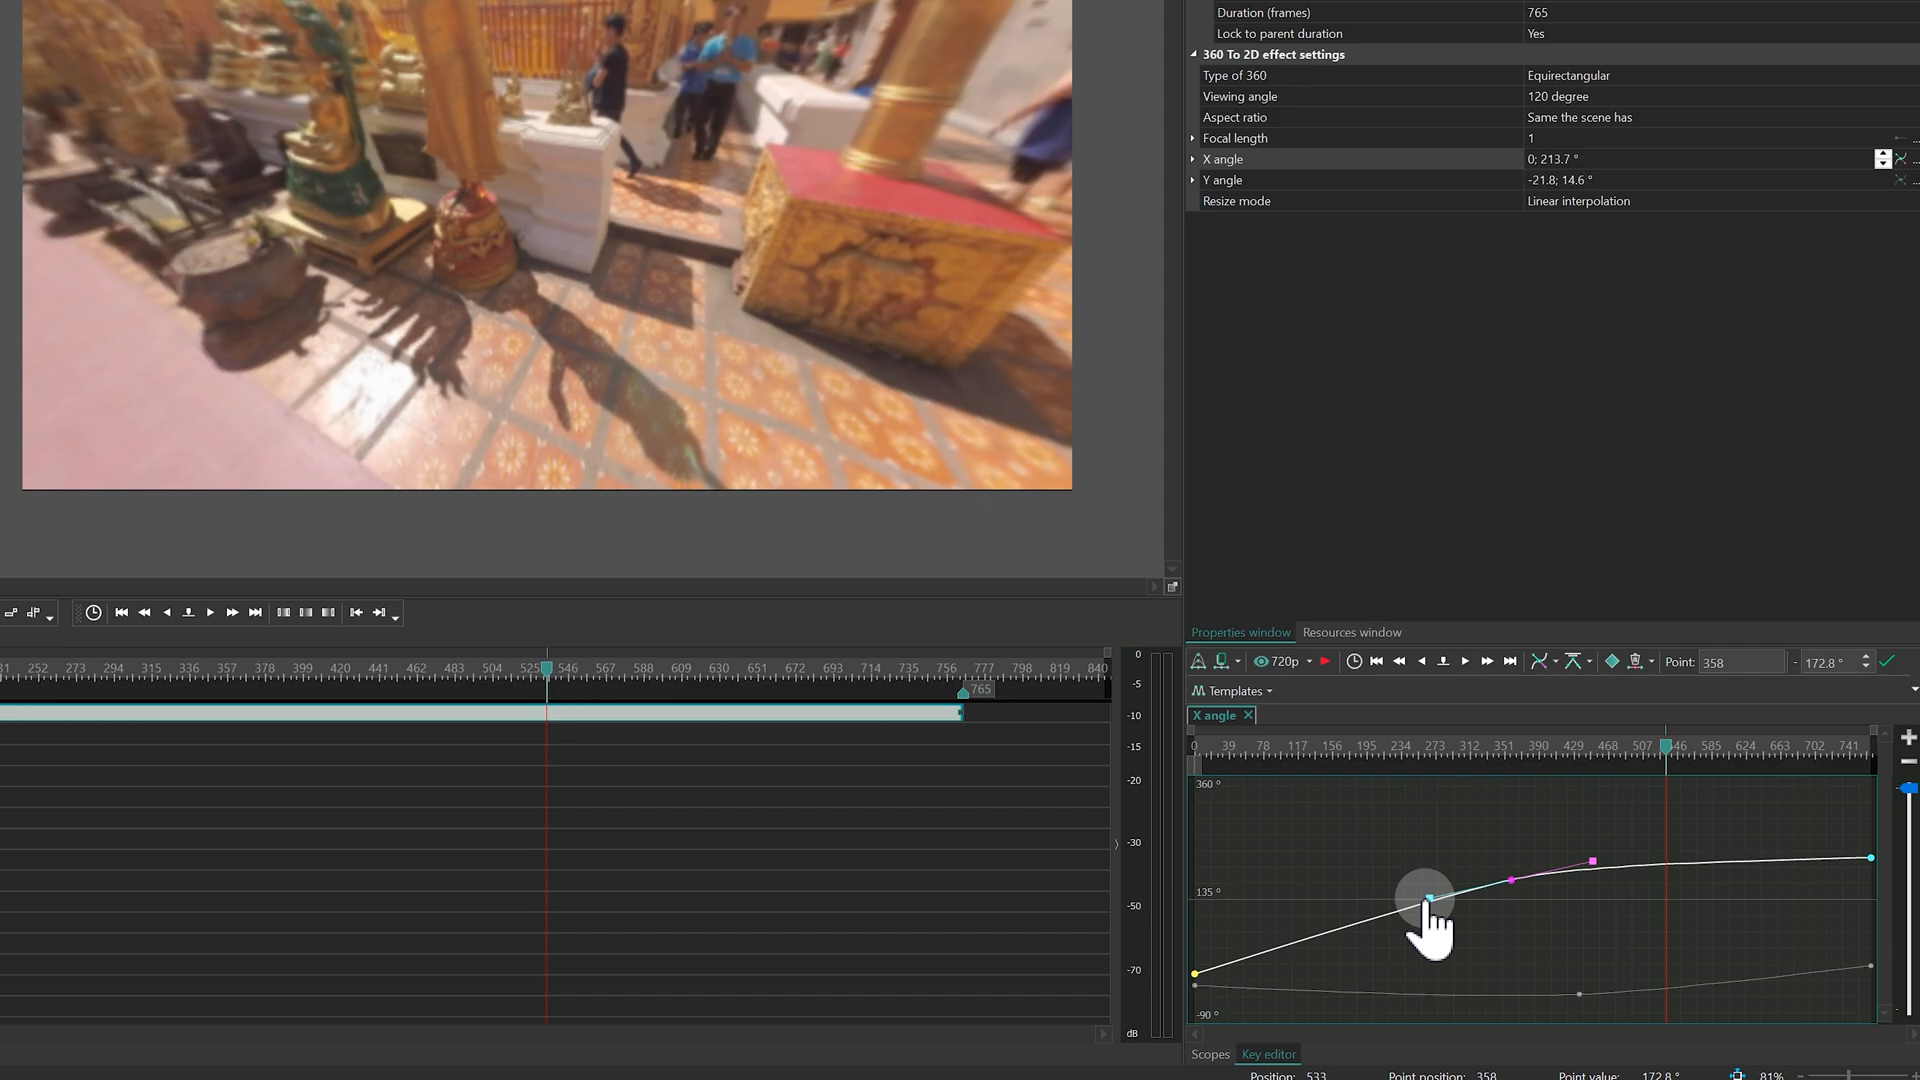 Duration (frames) 765
Lock to parent duration Yes
360 To 2D effect settings
Type of 360 Equirectangular
Viewing angle 120 degree
Aspect ratio Same the scene has
Focal length 1 ...
X angle 0; 213.7 ° ...
Y angle -21.8; 14.6 ° ...
Resize mode Linear interpolation
Properties window Resources window
720p Point: 358 - 172.8 °
Templates
X angle
31 252 273 294 315 336 357 378 399 420 441 462 483 504 525 546 567 588 609 630 651 672 693 714 735 756 777 798 819 840
765
0
-5
-10
-15
-20
-30
-50
-70
dB
0 39 78 117 156 195 234 273 312 351 390 429 468 507 546 585 624 663 702 741
360 °
135 °
-90 °
Scopes Key editor
Position: 533 Point position: 358 Point value: 172.8 ° 81%